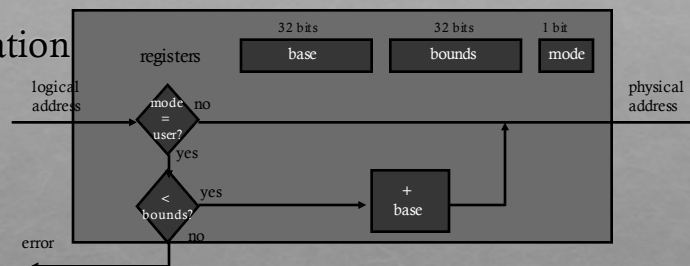 ation
registers
32 bits
base
32 bits
bounds
1 bit
mode
logical
address
physical
address
mode
=
user?
no
yes
<
bounds?
yes
+
base
no
error